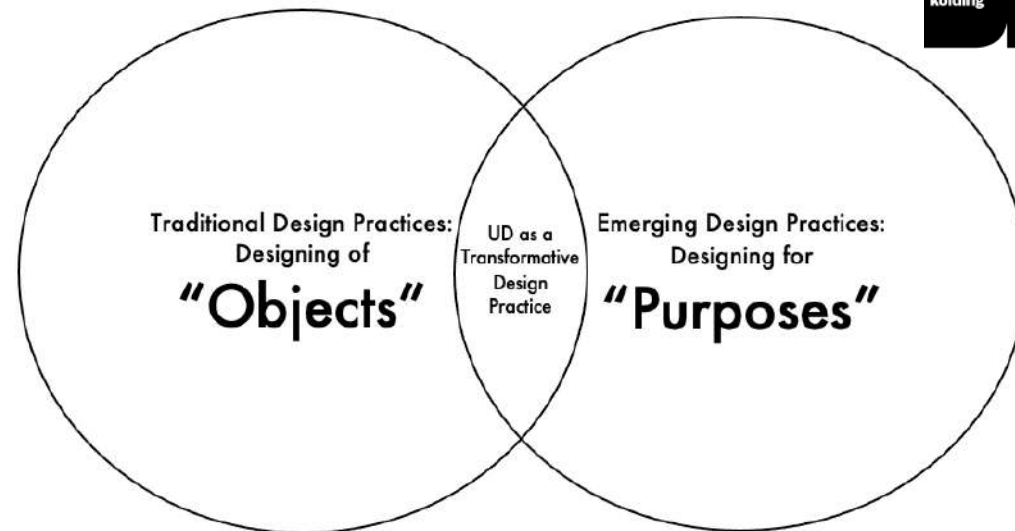 kolding
Traditional Design Practices:
Designing of
“Objects”
UD as a
Transformative
Design
Practice
Emerging Design Practices:
Designing for
“Purposes”